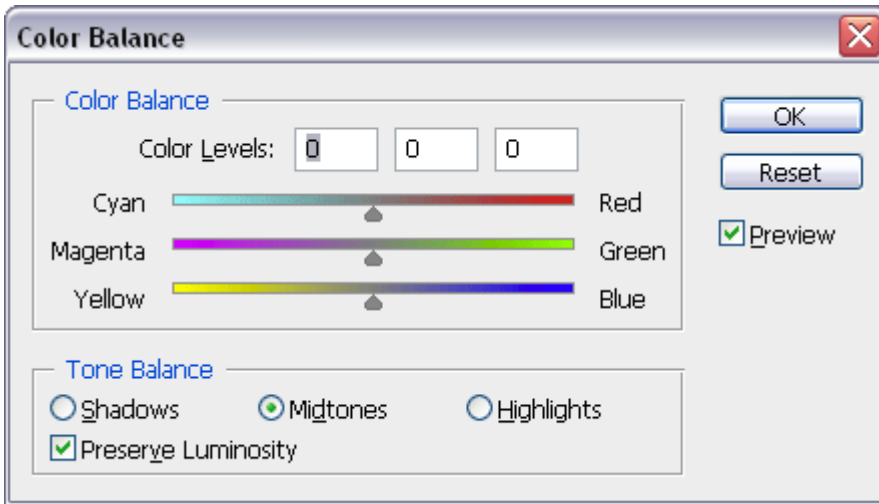 Color Balance
Color Balance
Color Levels: 0 0 0
Cyan Red
Magenta Green
Yellow Blue
OK
Reset
Preview
Tone Balance
Shadows Midtones Highlights
Preserve Luminosity